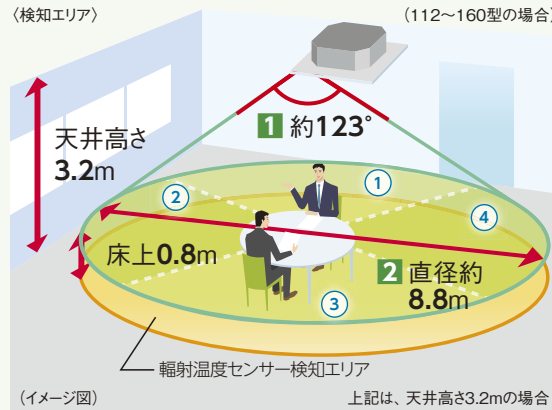 〈検知エリア〉
(112〜160型の場合)
1 約123°
天井高さ
3.2m
①
②
④
床上0.8m
2 直径約
8.8m
③
輻射温度センサー検知エリア
(イメージ図)
上記は、天井高さ3.2mの場合